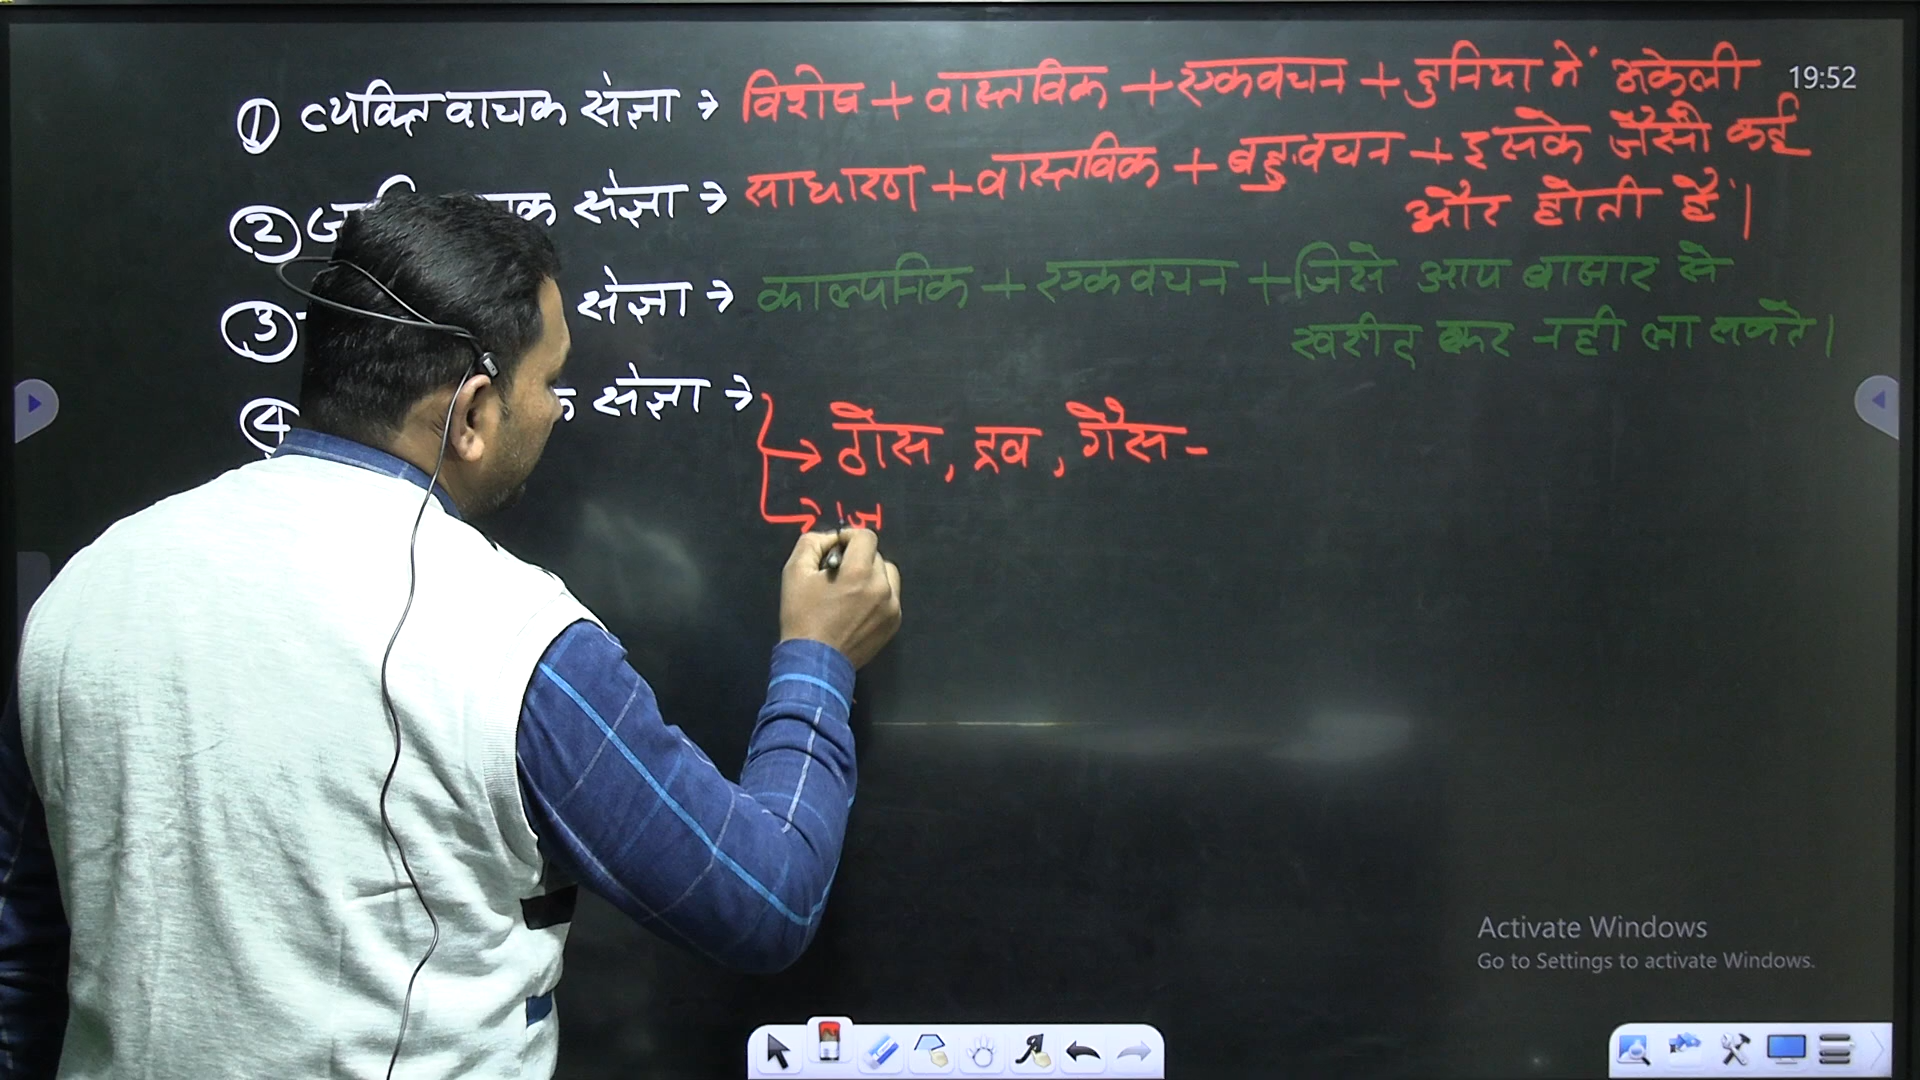 19:52
① व्यक्तिवाचक संज्ञा → विशेष + वास्तविक + एकवचन + दुनिया में अकेली
② संज्ञा → साधारण + वास्तविक + बहुवचन + इसके जैसी कई
और होती हैं।
③ संज्ञा → काल्पनिक + एकवचन + जिसे आप बाजार से
खरीद कर नही ला सकते।
④ संज्ञा →
→ ठोस, द्रव, गैस -
→
Activate Windows
Go to Settings to activate Windows.